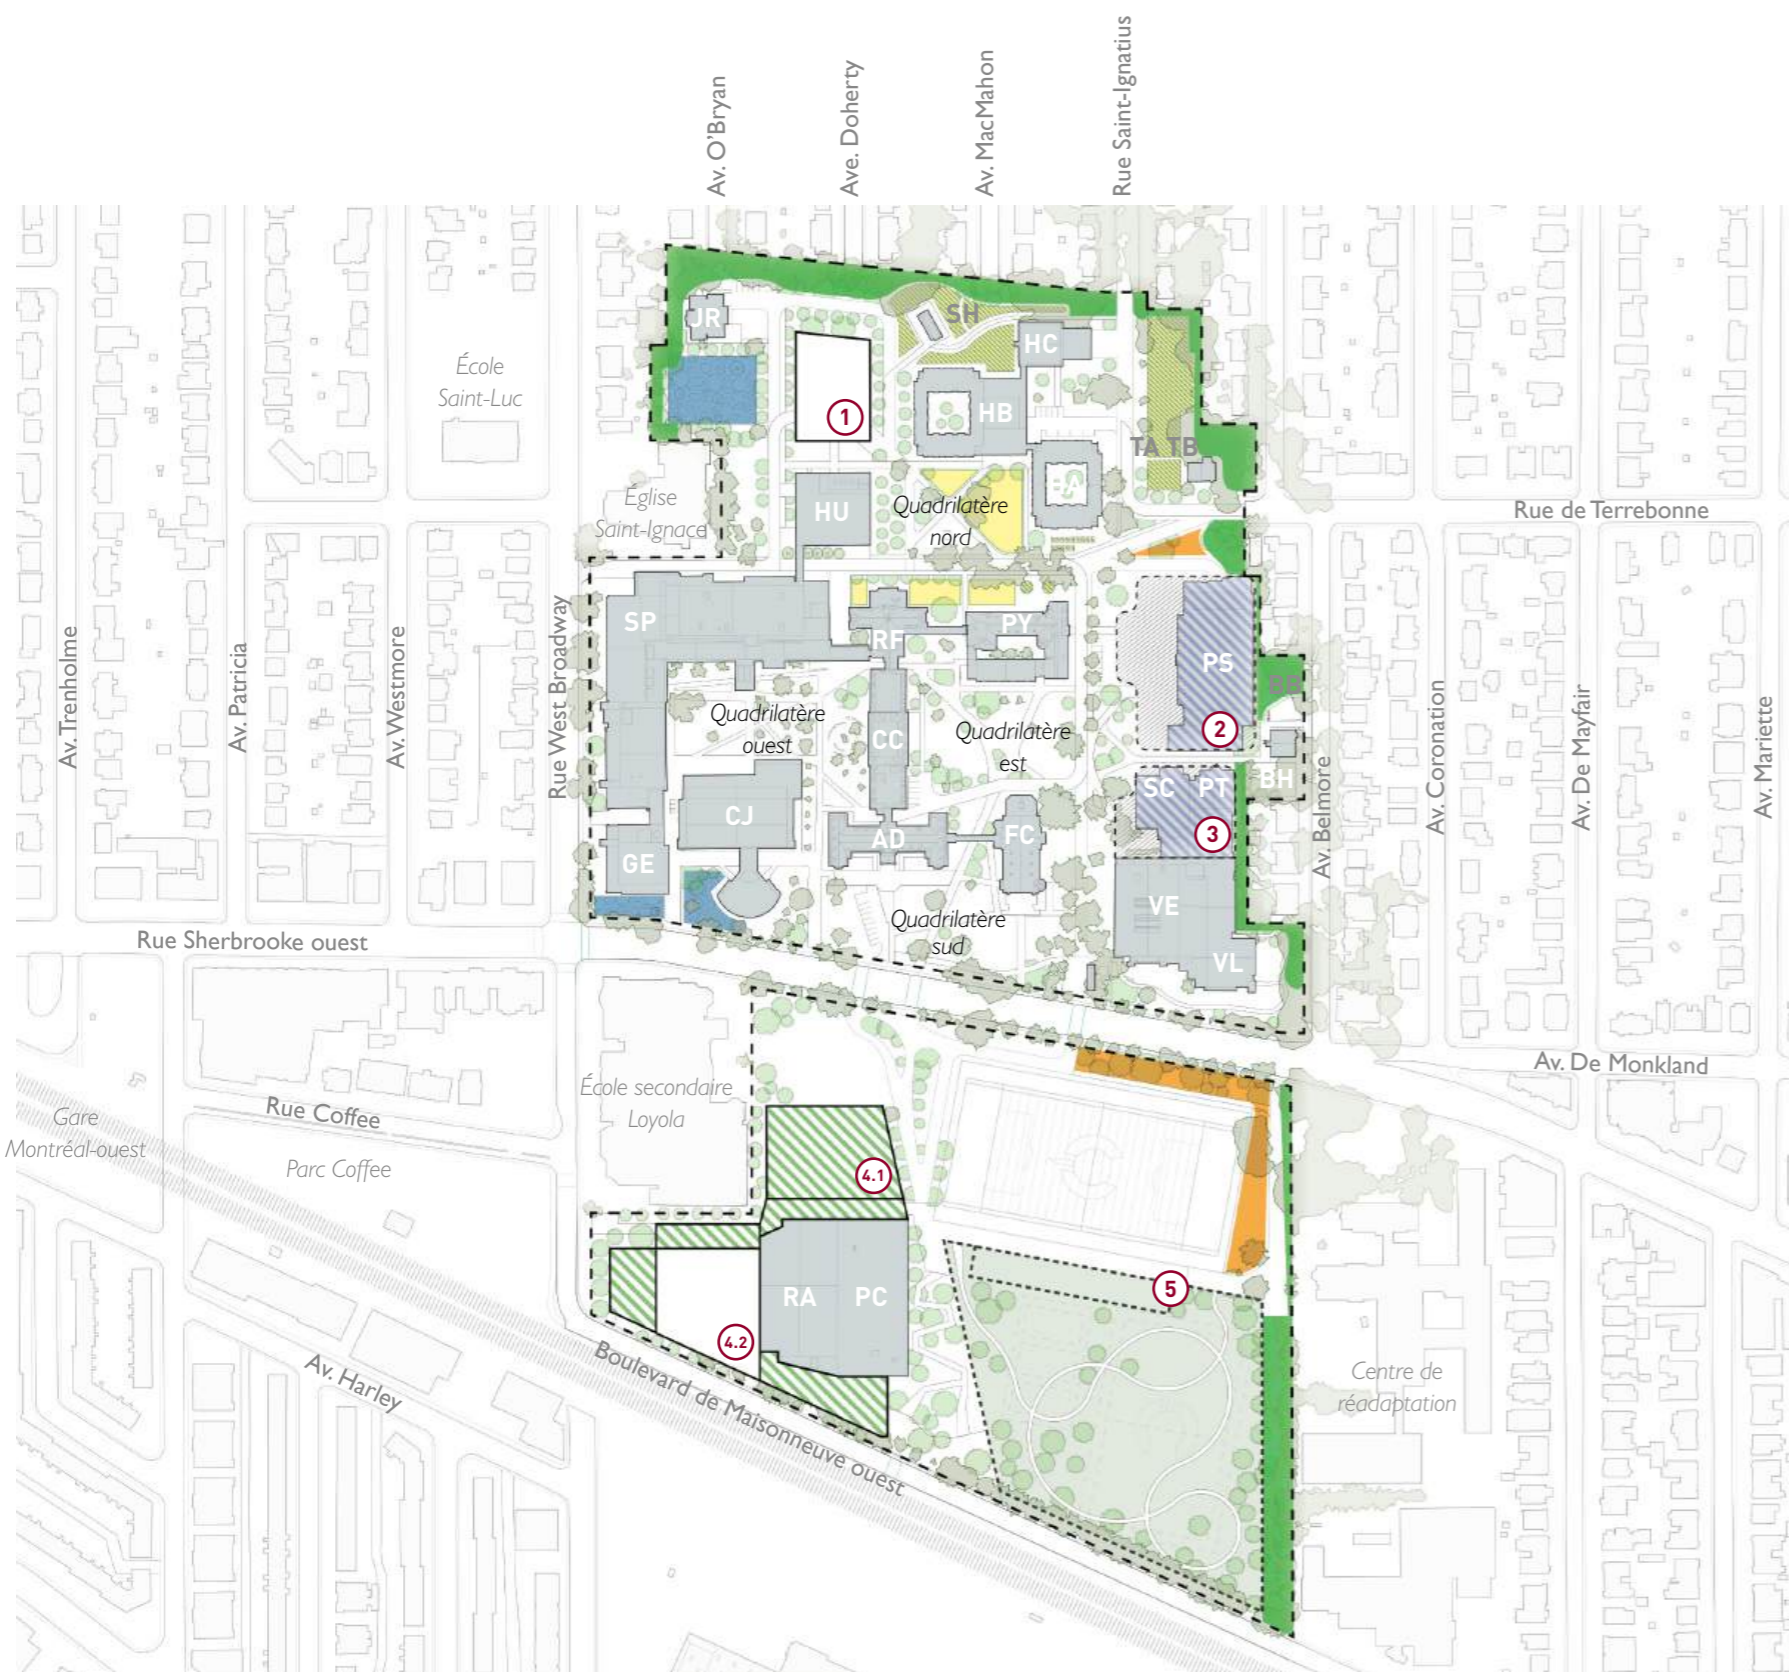 Av. O'Bryan
Ave. Doherty
Av. MacMahon
Rue Saint-Ignatius
JR
SH
HC
École
Saint-Luc
1
HB
TA TB
BA
Église
Saint-Ignace
HU
Quadrilatère
nord
Rue de Terrebonne
SP
RF
PY
PS
BB
Av. Trenholme
Av. Patricia
Av. Westmore
Rue West Broadway
Quadrilatère
ouest
CC
Quadrilatère
est
2
Av. Coronation
Av. De Mayfair
Av. Mariette
SC
PT
BH
CJ
AD
FC
3
Av. Belmore
GE
VE
Quadrilatère
sud
VL
Rue Sherbrooke ouest
Av. De Monkland
École secondaire
Loyola
Gare
Montréal-ouest
Rue Coffee
Parc Coffee
4.1
RA
PC
5
4.2
Av. Harley
Boulevard de Maisonneuve ouest
Centre de
réadaptation